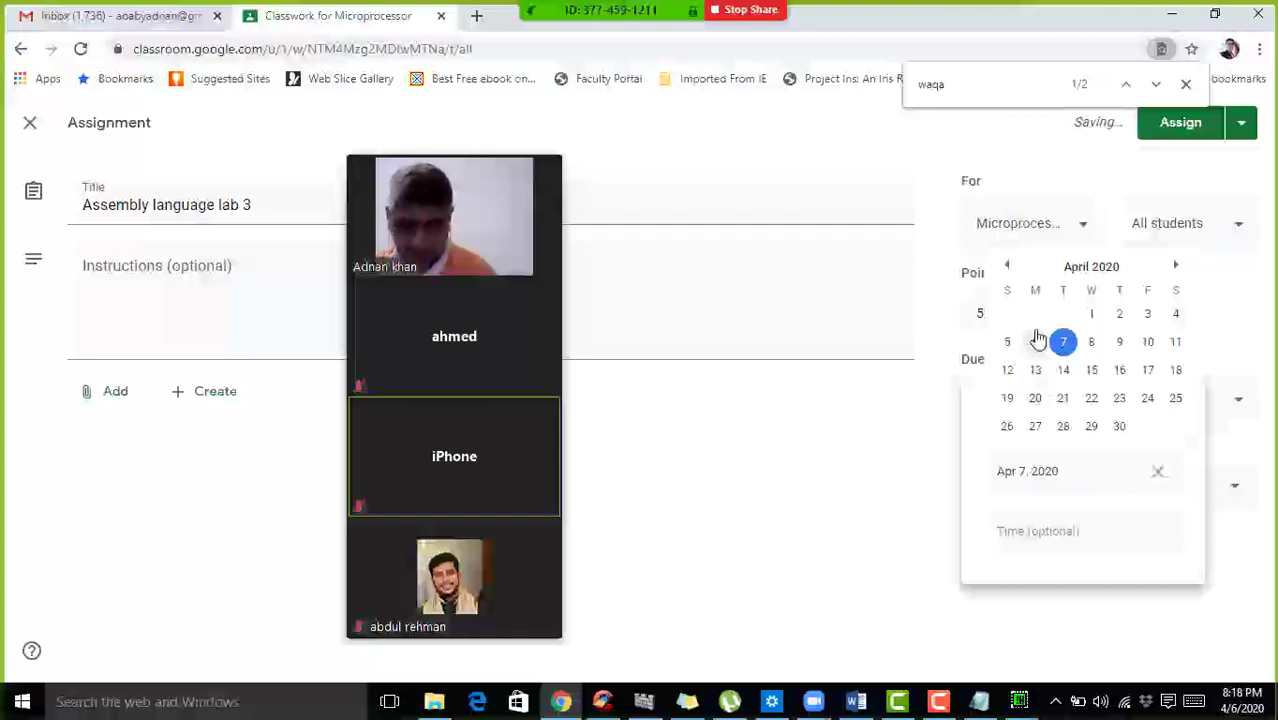 Inbox (1,736) - aoabyadnan@gm
Classwork for Microprocessor
ID: 377-459-1211
Stop Share
classroom.google.com/u/1/w/NTM4Mzg2MDIwMTNa/t/all
Apps
Bookmarks
Suggested Sites
Web Slice Gallery
Best Free ebook on...
Faculty Portal
Imported From IE
Project Ins: An Ins R
bookmarks
waqa
1/2
Assignment
Saving...
Assign
Title
Assembly language lab 3
Instructions (optional)
Add
Create
Adnan khan
ahmed
iPhone
abdul rehman
For
Microproces...
All students
Poin
5
Due
April 2020
S M T W T F S
1 2 3 4
5 7 8 9 10 11
12 13 14 15 16 17 18
19 20 21 22 23 24 25
26 27 28 29 30
Apr 7, 2020
Time (optional)
Search the web and Windows
8:18 PM
4/6/2020